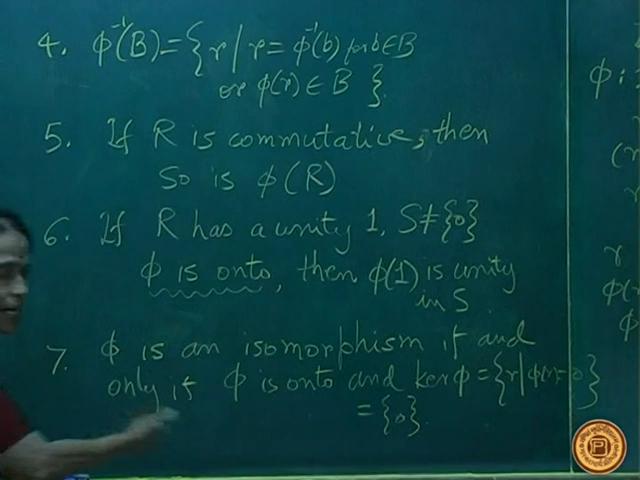 4. φ⁻¹(B) = { r / r = φ⁻¹(b) for b ∈ B
or φ(r) ∈ B }.
5. If R is commutative, then
So is φ(R)
6. If R has a unity 1, S ≠ {0}
φ is onto, then φ(1) is unity
in S.
7. φ is an isomorphism if and
only if φ is onto and ker φ = {r | φ(r) = 0}
= {0}.
φ :
r
(r
r
r
φ(r
φ